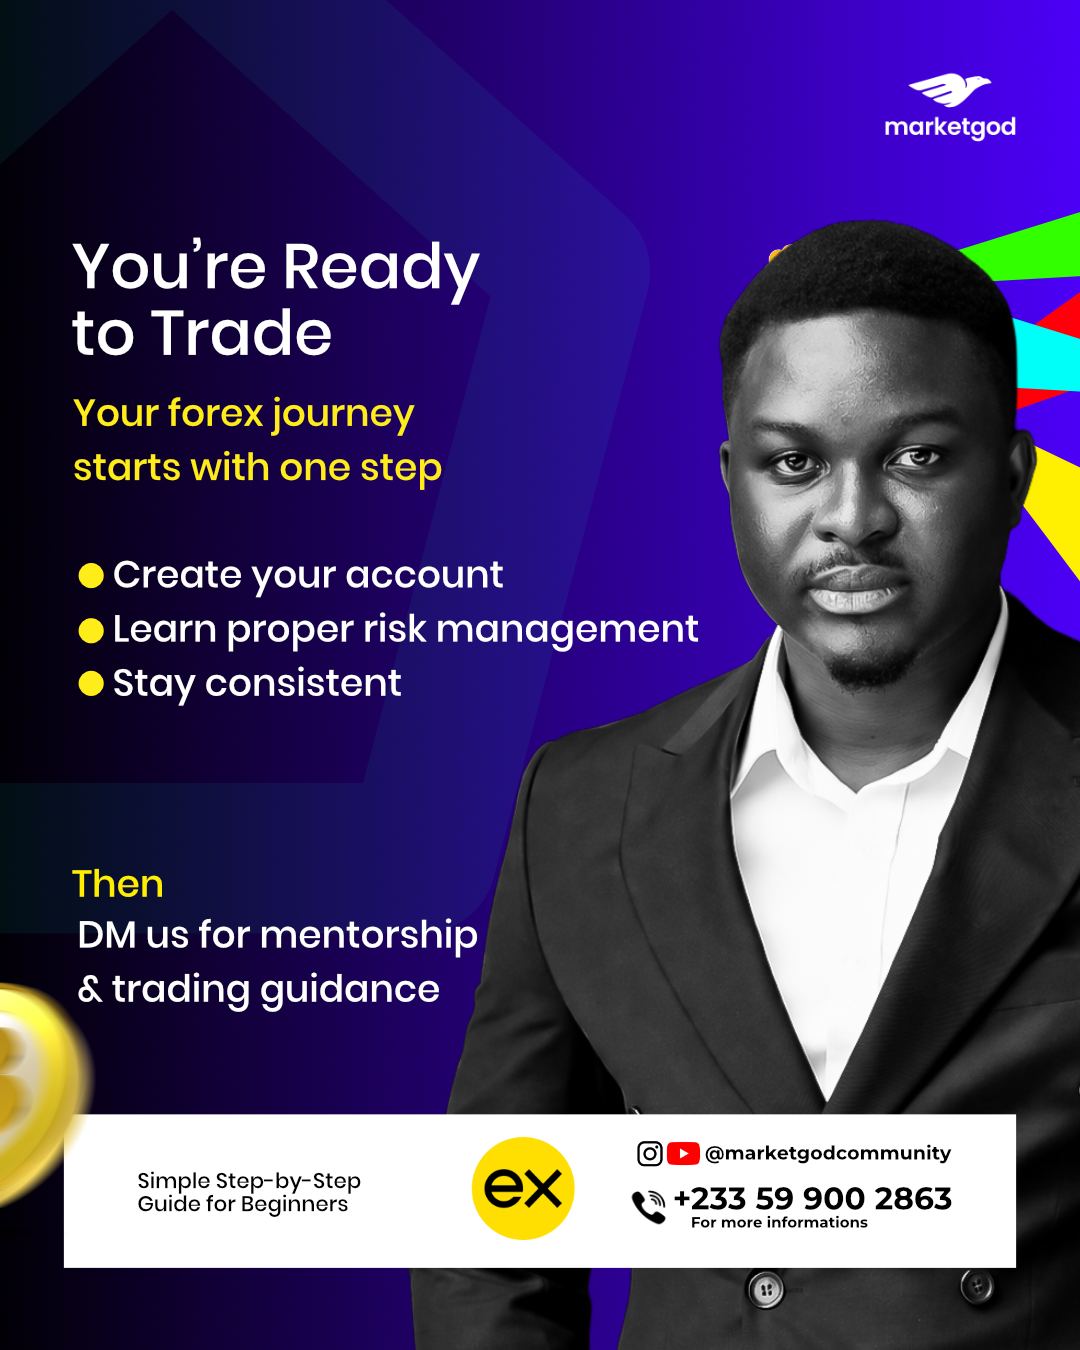 marketgod
You’re Ready
to Trade
Your forex journey
starts with one step
Create your account
Learn proper risk management
Stay consistent
Then
DM us for mentorship
& trading guidance
Simple Step-by-Step
Guide for Beginners
ex
@marketgodcommunity
+233 59 900 2863
For more informations